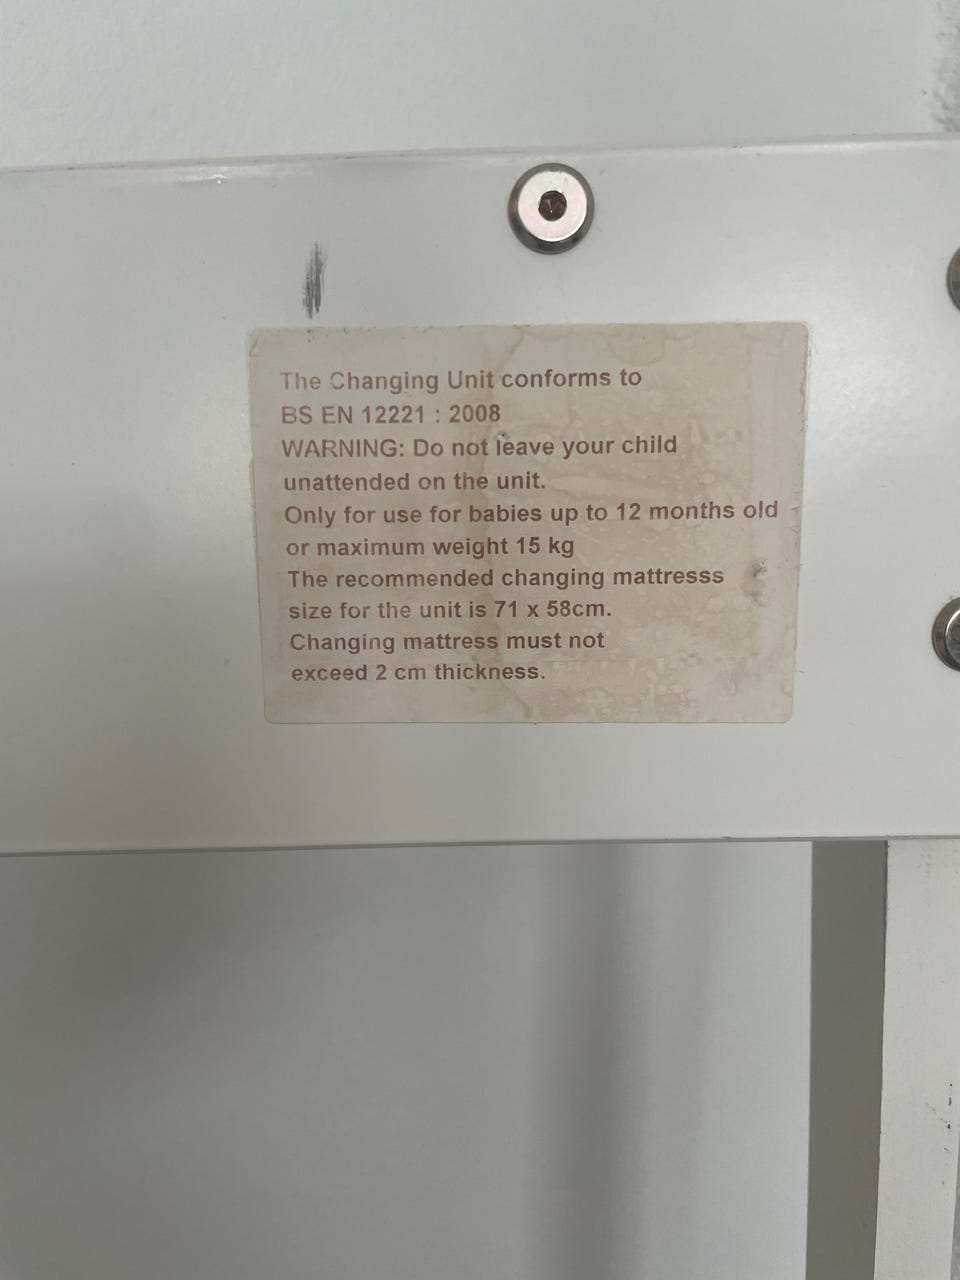 The Changing Unit conforms to
BS EN 12221 : 2008
WARNING: Do not leave your child
unattended on the unit.
Only for use for babies up to 12 months old
or maximum weight 15 kg
The recommended changing mattresss
size for the unit is 71 x 58cm.
Changing mattress must not
exceed 2 cm thickness.